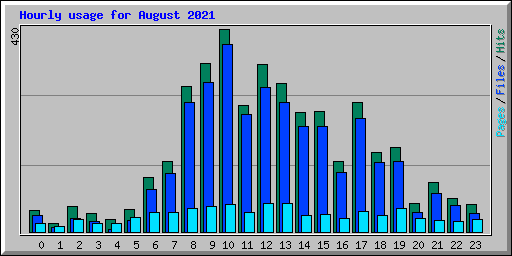 Hourly usage for August 2021
430
Pages/Files/Hits
0 1 2 3 4 5 6 7 8 9 10 11 12 13 14 15 16 17 18 19 20 21 22 23